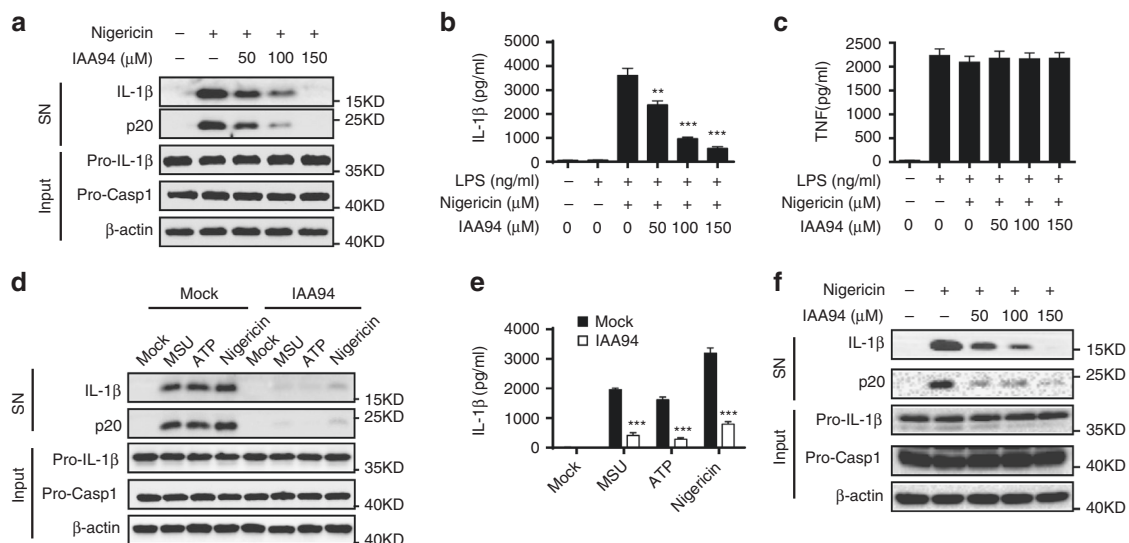 a
Nigericin – + + + +
IAA94 (μM) – – 50 100 150
SN
IL-1β
15KD
p20
25KD
Input
Pro-IL-1β
35KD
Pro-Casp1
40KD
β-actin
40KD
b
IL-1β (pg/ml)
5000
4000
3000
2000
1000
0
** *** ***
LPS (ng/ml) – + + + + +
Nigericin (μM) – – + + + +
IAA94 (μM) 0 0 0 50 100 150
c
TNF(pg/ml)
2500
2000
1500
1000
500
0
LPS (ng/ml) – + + + + +
Nigericin (μM) – – + + + +
IAA94 (μM) 0 0 0 50 100 150
d
Mock IAA94
Mock MSU ATP Nigericin Mock MSU ATP Nigericin
SN
IL-1β
15KD
p20
25KD
Input
Pro-IL-1β
35KD
Pro-Casp1
40KD
β-actin
40KD
e
Mock
IAA94
IL-1β (pg/ml)
4000
3000
2000
1000
0
*** *** ***
Mock MSU ATP Nigericin
f
Nigericin – + + + +
IAA94 (μM) – – 50 100 150
SN
IL-1β
15KD
p20
25KD
Input
Pro-IL-1β
35KD
Pro-Casp1
40KD
β-actin
40KD